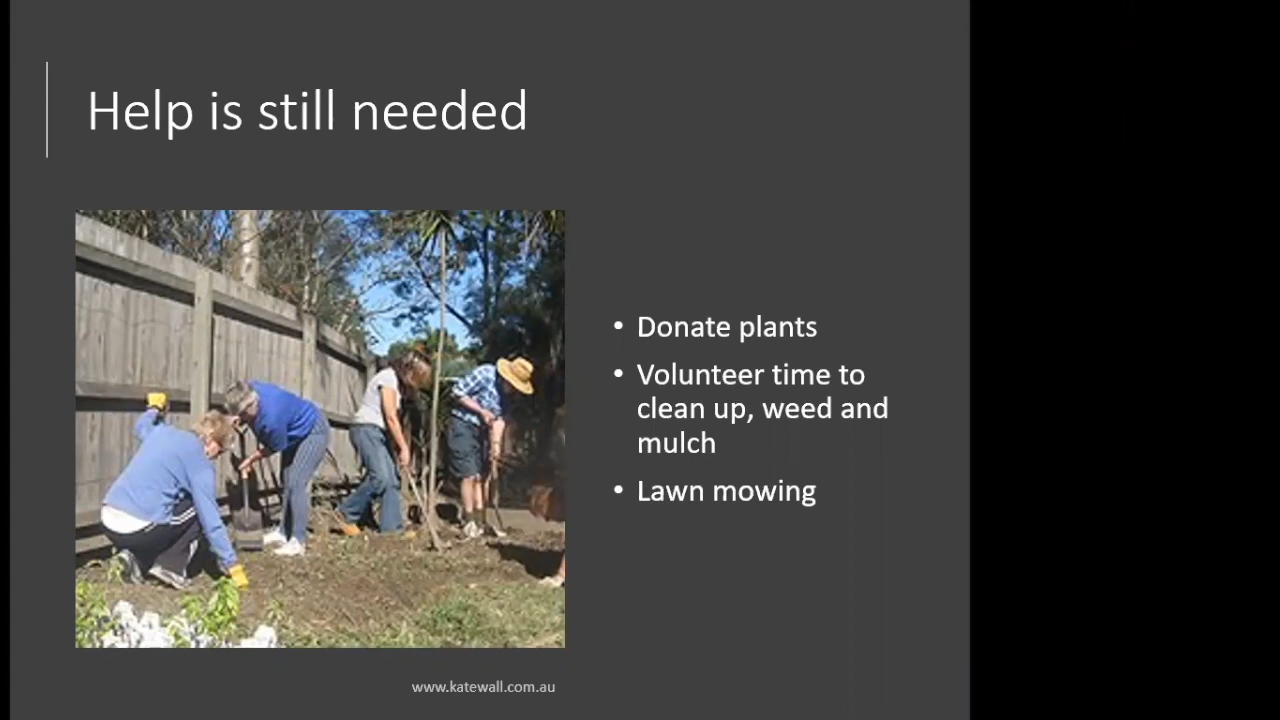 Help is still needed
• Donate plants
• Volunteer time to
clean up, weed and
mulch
• Lawn mowing
www.katewall.com.au